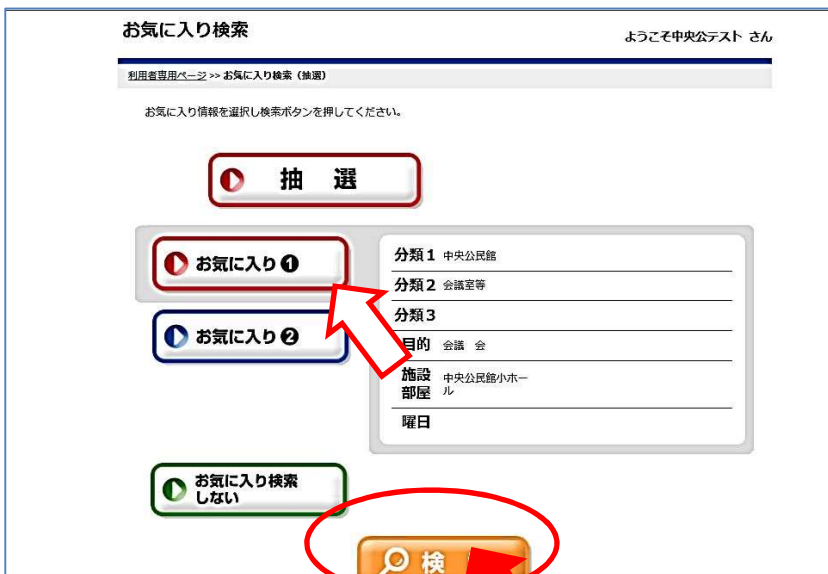 お気に入り検索
ようこそ中央公テスト さん
利用者専用ページ >> お気に入り検索（抽選）
お気に入り情報を選択し検索ボタンを押してください。
抽 選
お気に入り❶
お気に入り❷
分類１ 中央公民館
分類２ 会議室等
分類３
目的 会議 会
施設部屋 中央公民館小ホー
ル
曜日
お気に入り検索
しない
検